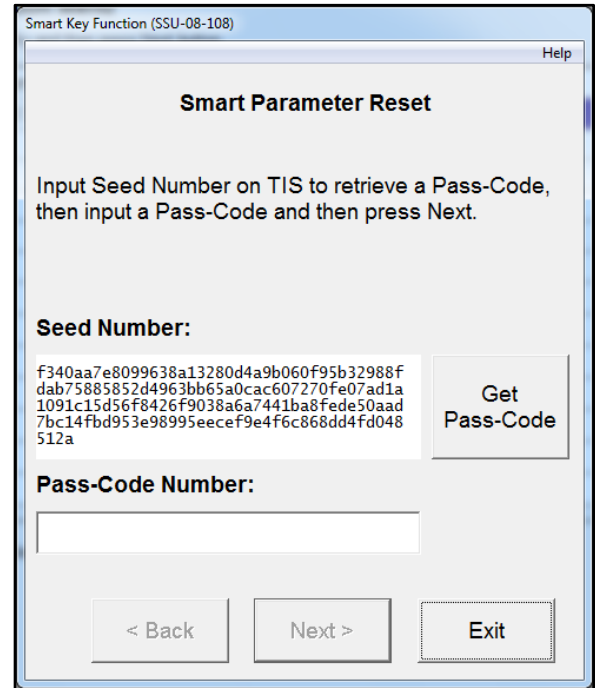 Smart Key Function (SSU-08-108)
Help
Smart Parameter Reset
Input Seed Number on TIS to retrieve a Pass-Code,
then input a Pass-Code and then press Next.
Seed Number:
f340aa7e8099638a13280d4a9b060f95b32988f
dab75885852d4963bb65a0cac607270fe07ad1a
1091c15d56f8426f9038a6a7441ba8fede50aad
7bc14fbd953e98995eecef9e4f6c868dd4fd048
512a
Get
Pass-Code
Pass-Code Number:
< Back
Next >
Exit